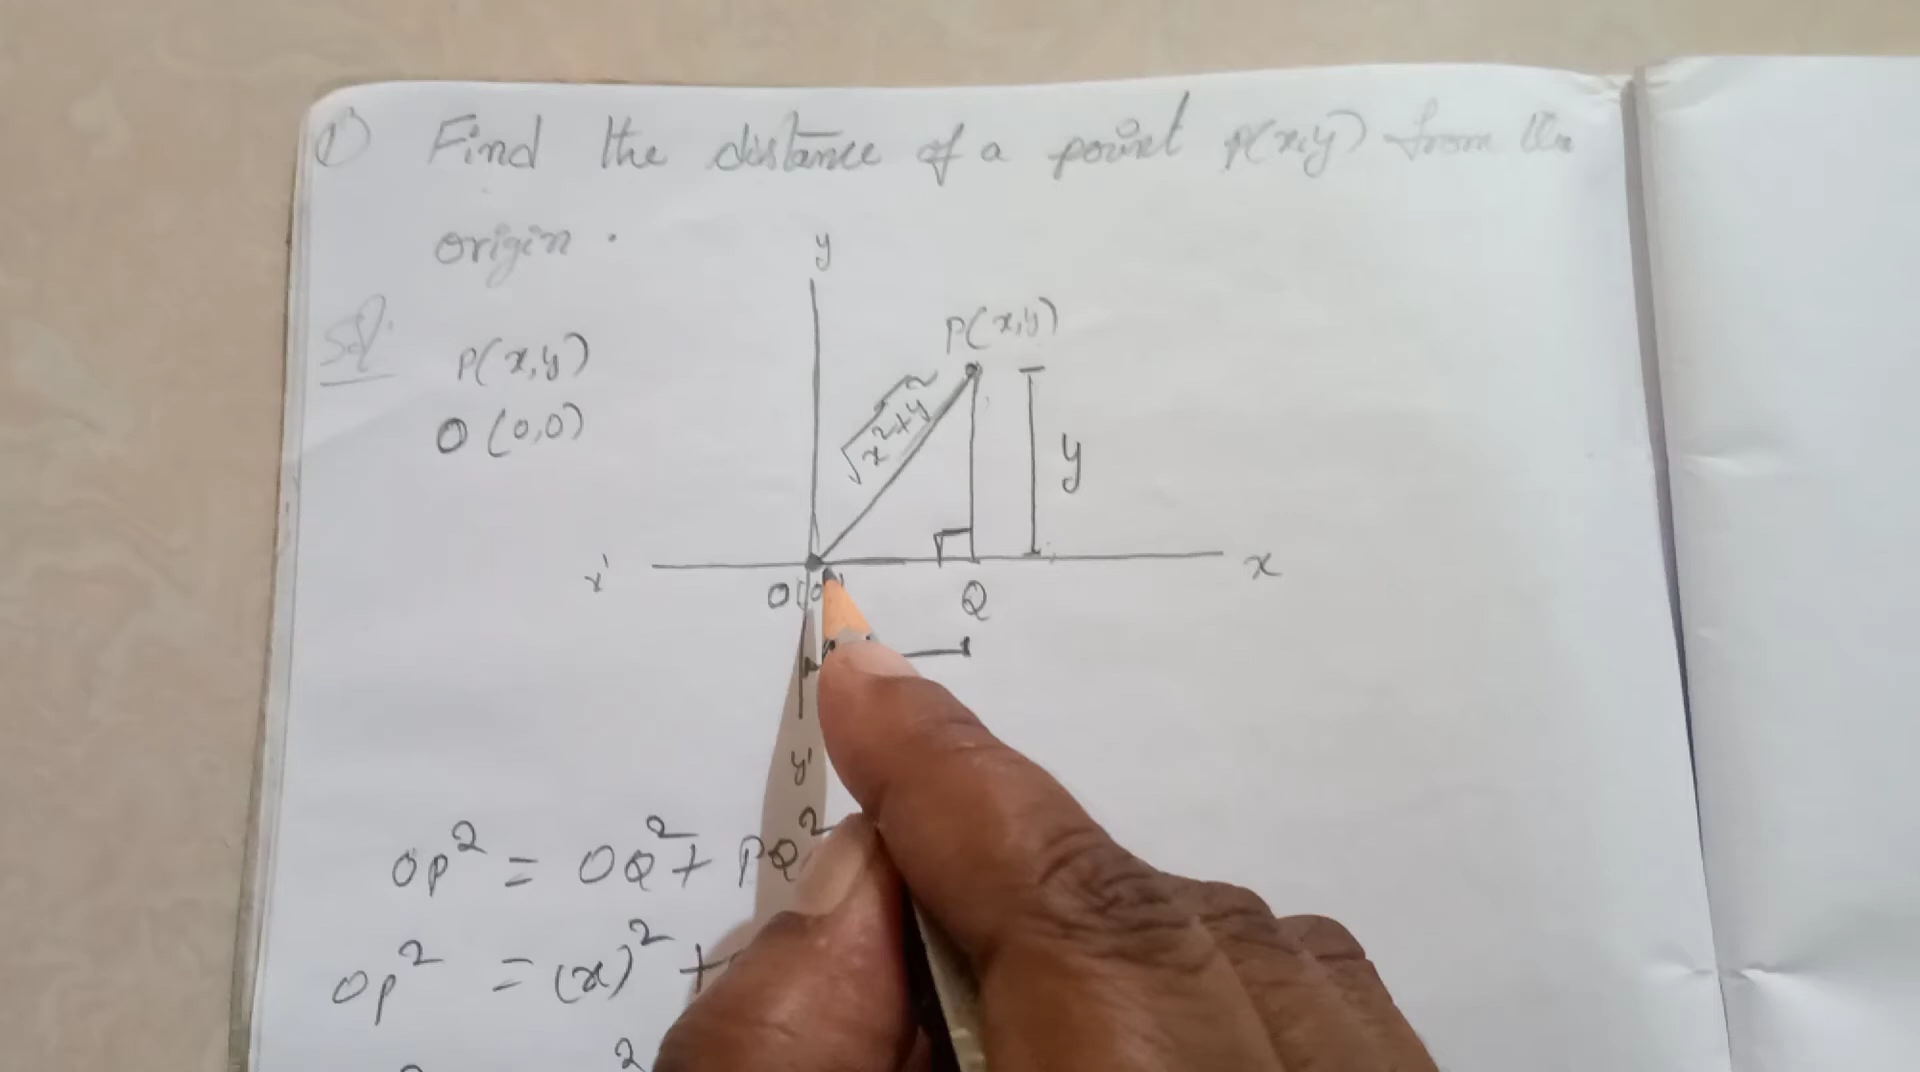 1) Find the distance of a point P(x,y) from the
origin.
Sol.
P(x,y)
O (0,0)
y
P(x,y)
√x²+y²
y
x'
x
O(0
Q
y'
OP² = OQ² + PQ²
OP² = (x)² +
2